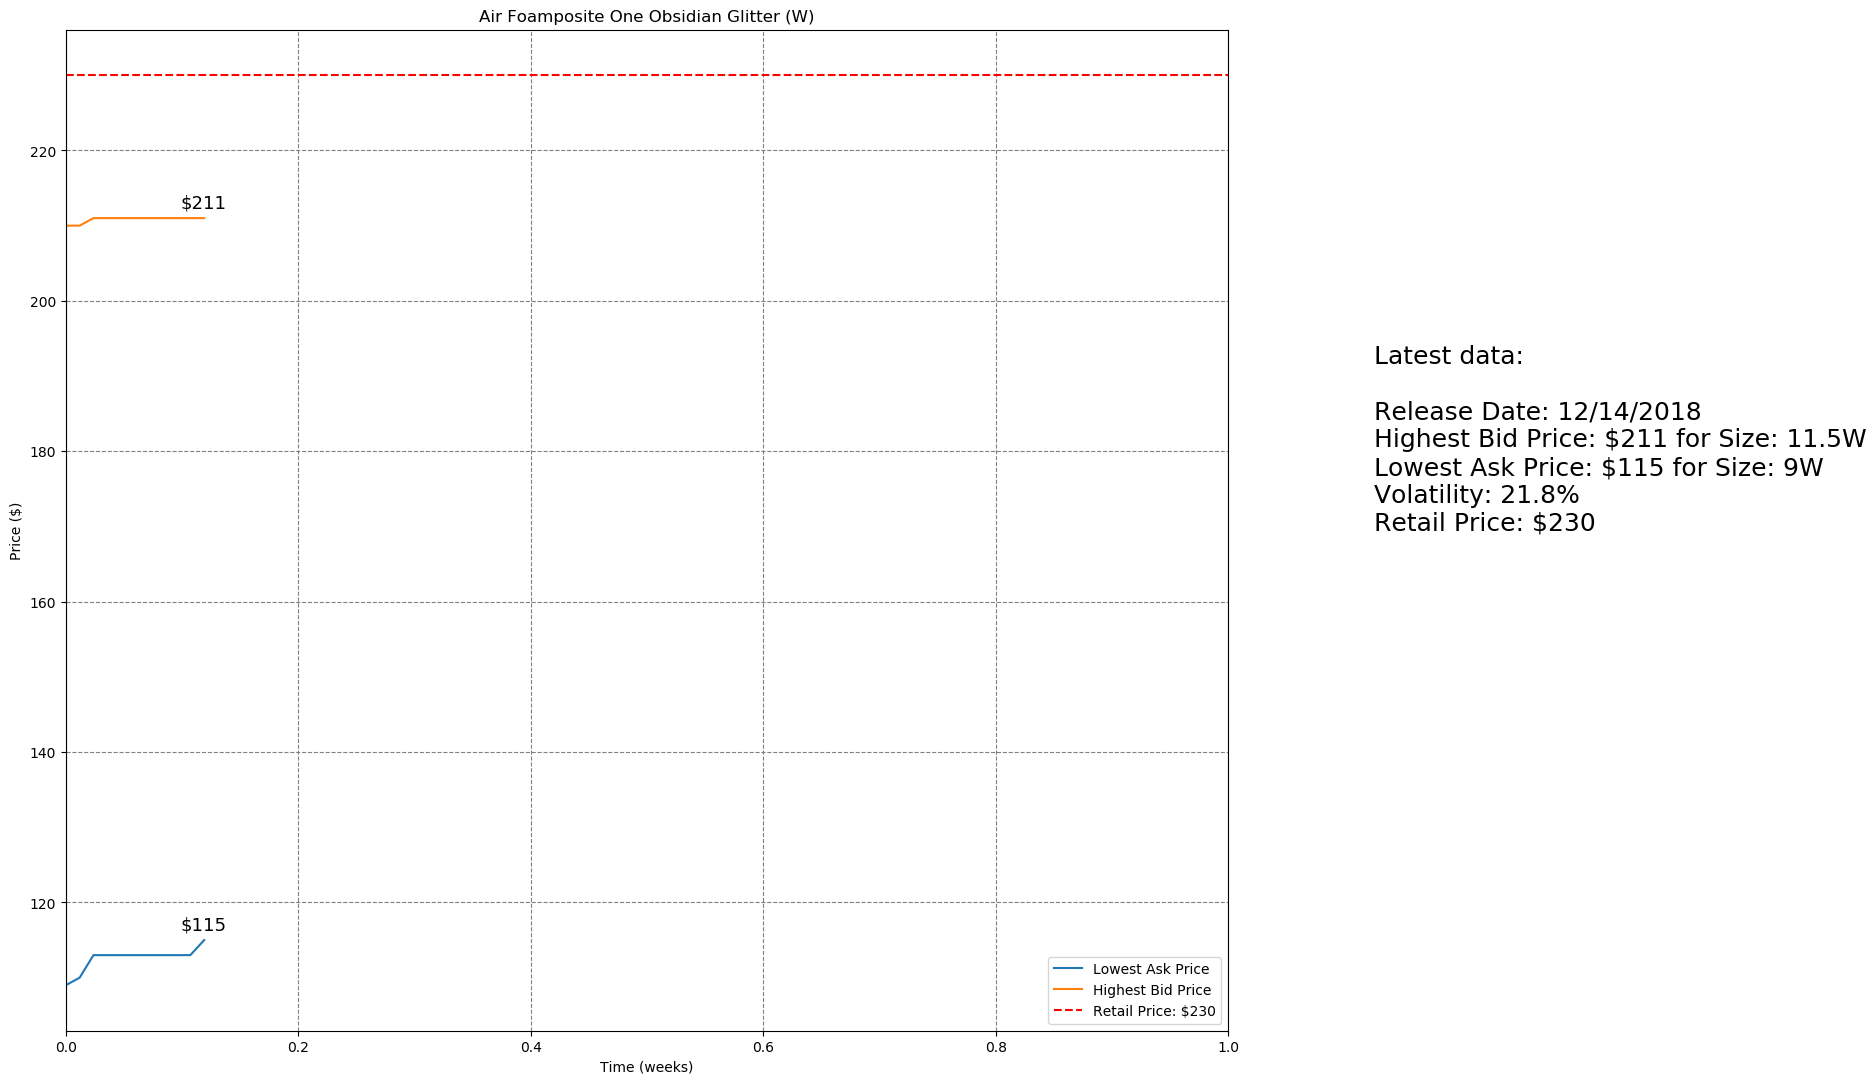 Air Foamposite One Obsidian Glitter (W)
220
200
180
160
140
120
Price ($)
$211
$115
0.0
0.2
0.4
0.6
0.8
1.0
Time (weeks)
Lowest Ask Price
Highest Bid Price
Retail Price: $230
Latest data:
Release Date: 12/14/2018
Highest Bid Price: $211 for Size: 11.5W
Lowest Ask Price: $115 for Size: 9W
Volatility: 21.8%
Retail Price: $230